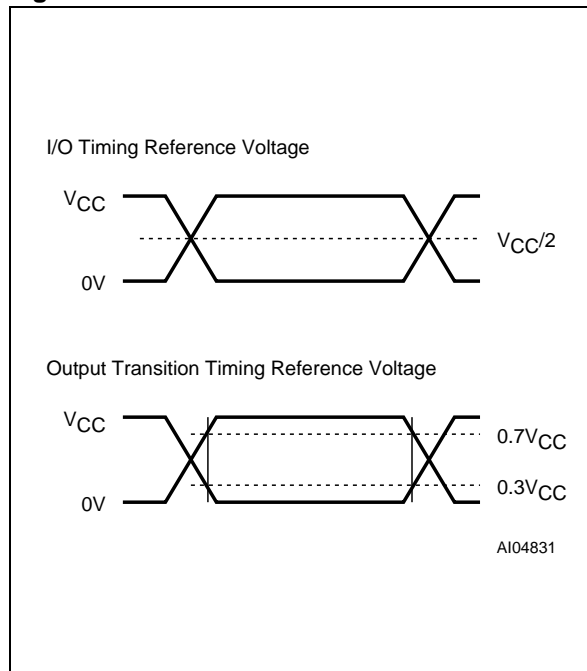 I/O Timing Reference Voltage
VCC
VCC/2
0V
Output Transition Timing Reference Voltage
VCC
0.7VCC
0.3VCC
0V
AI04831